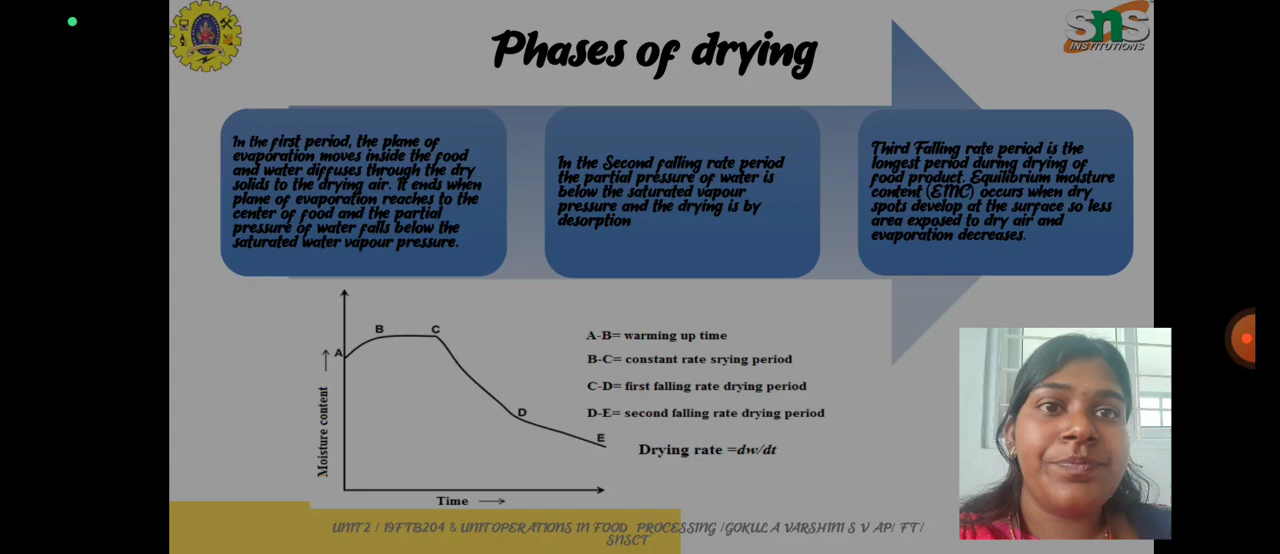 SNS
INSTITUTIONS
Phases of drying
In the first period, the plane of
evaporation moves inside the food
and water diffuses through the dry
solids to the drying air. It ends when
plane of evaporation reaches to the
center of food and the partial
pressure of water falls below the
saturated water vapour pressure.
In the Second falling rate period
the partial pressure of water is
below the saturated vapour
pressure and the drying is by
desorption
Third Falling rate period is the
longest period during drying of
food product. Equilibrium moisture
content (EMC) occurs when dry
spots develop at the surface so less
area exposed to dry air and
evaporation decreases.
A
B
C
D
E
Moisture content
Time
A-B= warming up time
B-C= constant rate srying period
C-D= first falling rate drying period
D-E= second falling rate drying period
Drying rate =dw/dt
UNIT2 / 19FTB204 & UNITOPERATIONS IN FOOD PROCESSING /GOKULA VARSHINI S V AP/ FT/
SNSCT